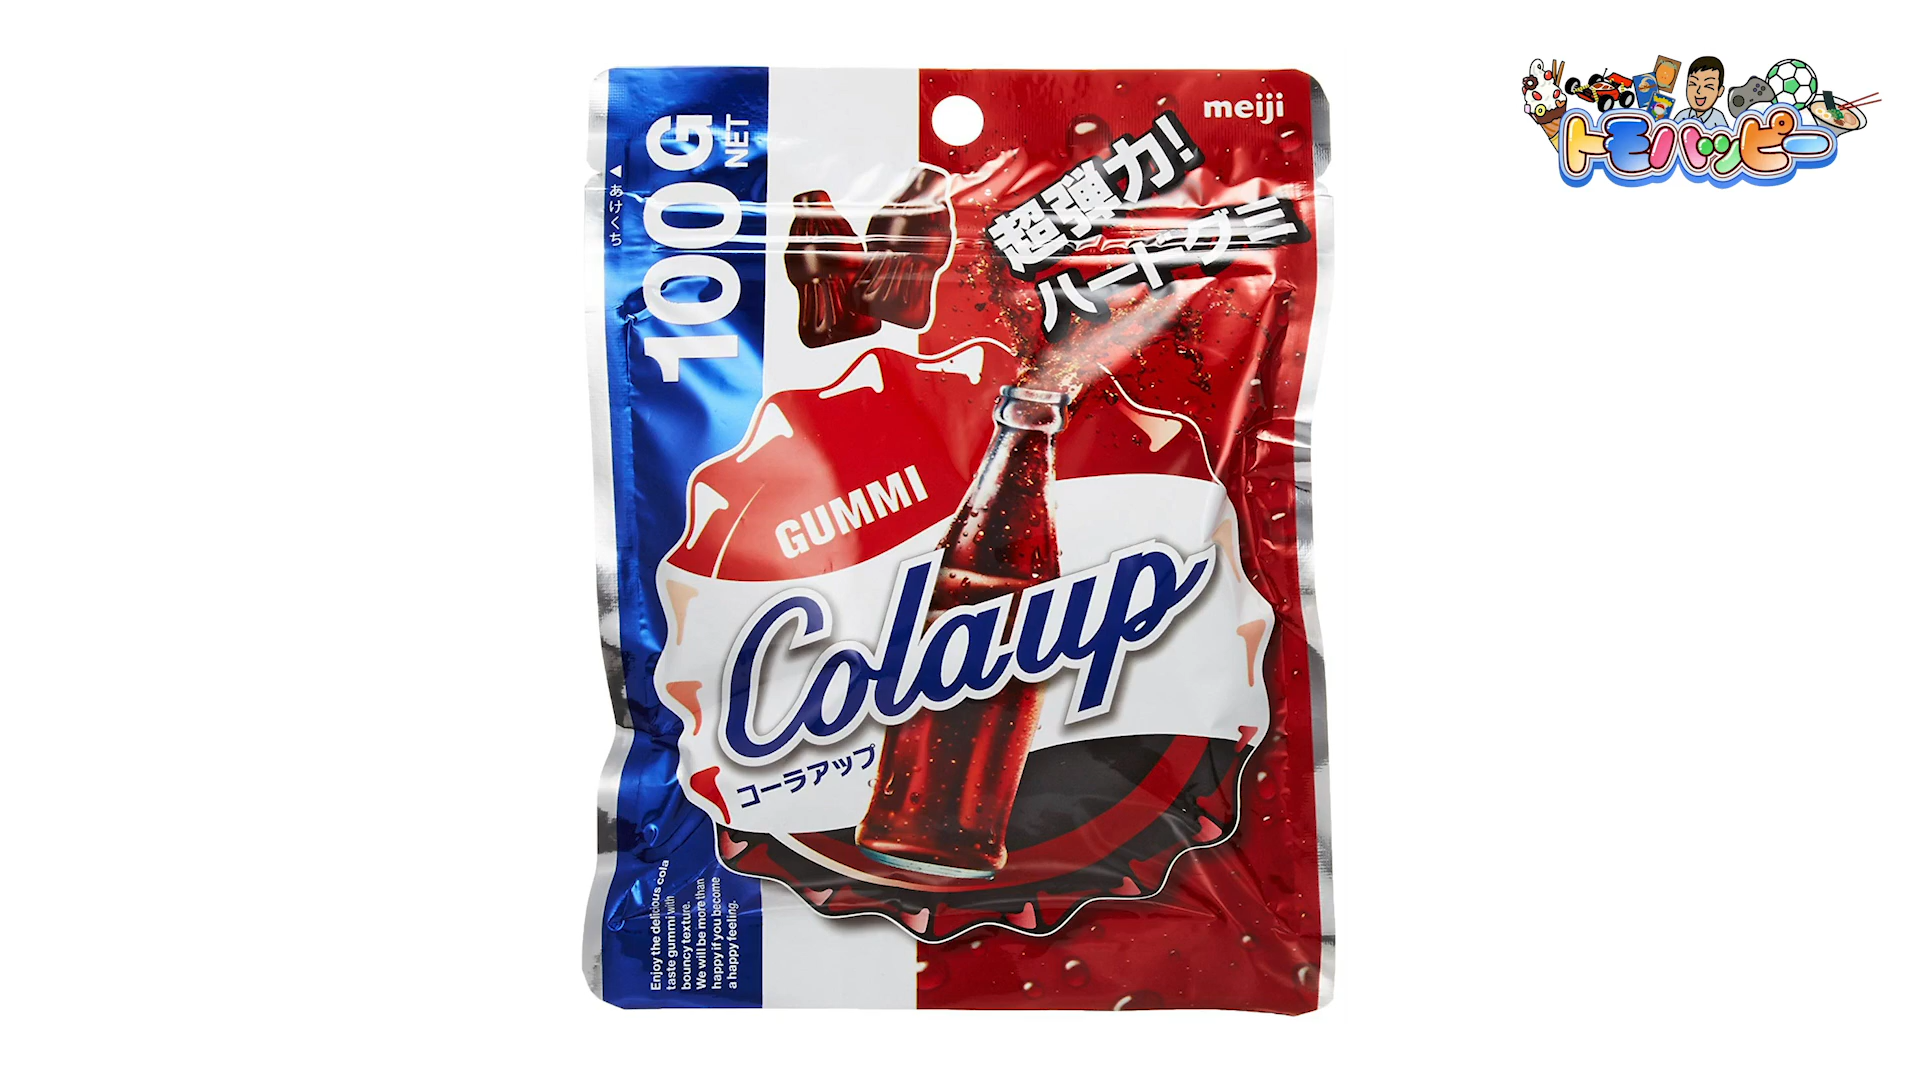 meiji
超弾力!
ハードグミ
100G
NET
◀あけくち
GUMMI
Colaup
コーラアップ
Enjoy the delicious cola
taste gummi with
bouncy texture.
We will be more than
happy if you become
a happy feeling.
トモハッピー